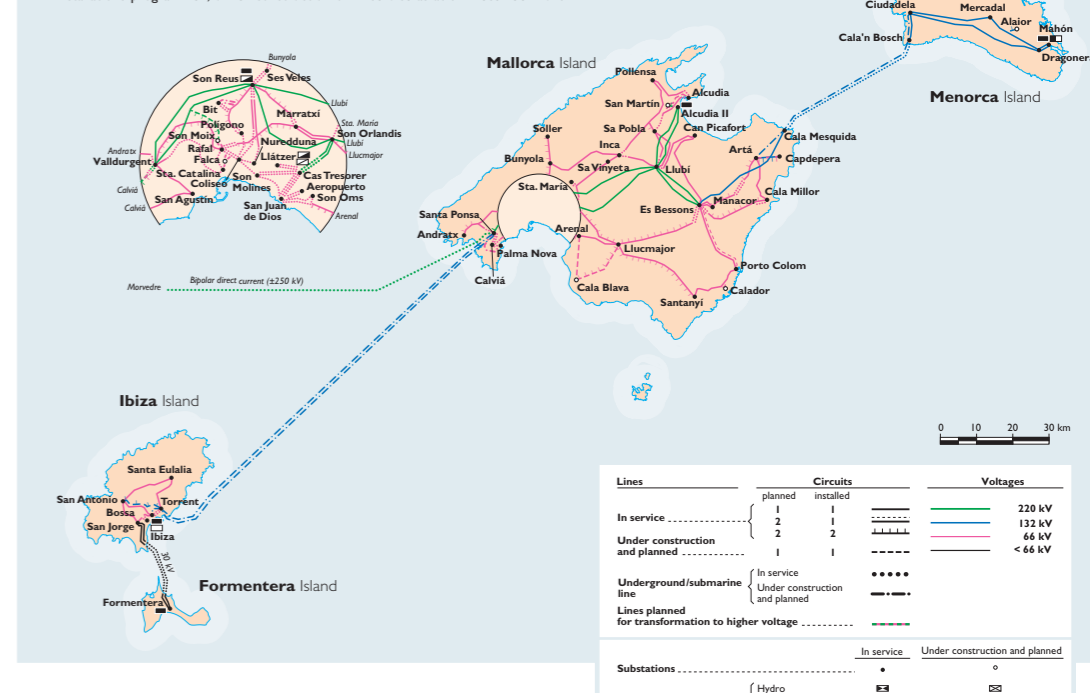 Ciudadela
Mercadal
Alaior
Mahón
Cala'n Bosch
Dragonera
Menorca Island
Mallorca Island
Pollensa
Alcudia
San Martín
Alcudia II
Can Picafort
Sa Pobla
Sóller
Inca
Cala Mesquida
Artá
Capdepera
Bunyola
Sa Vinyeta
Llubí
Sta. María
Cala Millor
Es Bessons
Manacor
Santa Ponsa
Andratx
Arenal
Palma Nova
Llucmajor
Calviá
Porto Colom
Cala Blava
Calador
Santanyí
Bunyola
Son Reus
Ses Veles
Llubí
Bit
Marratxi
Polígono
Sta. María
Son Moix
Son Orlandis
Nuredduna
Llubí
Andratx
Rafal
Llucmajor
Valldurgent
Falca
Llátzer
Sta. Catalina
Son Molines
Cas Tresorer
Coliseo
Aeropuerto
Calviá
San Agustín
Son Oms
San Juan
de Dios
Calviá
Arenal
Morvedre
Bipolar direct current (±250 kV)
Ibiza Island
Santa Eulalia
San Antonio
Torrent
Bossa
San Jorge
Ibiza
30 kV
Formentera Island
Formentera
0 10 20 30 km
Lines Circuits Voltages
planned installed
In service 1 1 220 kV
2 1 132 kV
2 2 66 kV
Under construction < 66 kV
and planned 1 1
Underground/submarine
line
In service
Under construction
and planned
Lines planned
for transformation to higher voltage
In service Under construction and planned
Substations
Hydro